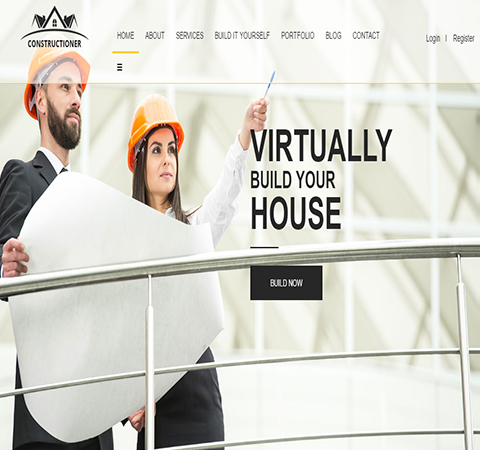 CONSTRUCTIONER
HOME ABOUT SERVICES BUILD IT YOURSELF PORTFOLIO BLOG CONTACT
Login | Register
VIRTUALLY
BUILD YOUR
HOUSE
BUILD NOW